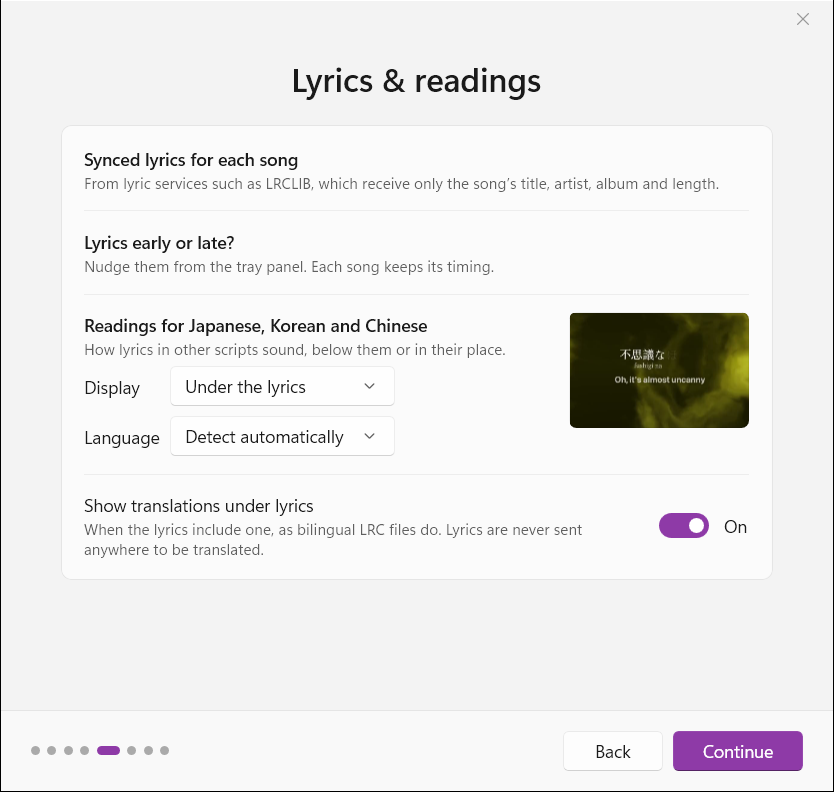 Lyrics & readings
Synced lyrics for each song
From lyric services such as LRCLIB, which receive only the song’s title, artist, album and length.
Lyrics early or late?
Nudge them from the tray panel. Each song keeps its timing.
Readings for Japanese, Korean and Chinese
How lyrics in other scripts sound, below them or in their place.
Display
Under the lyrics
Language
Detect automatically
不思議な
fushigi na
Oh, it's almost uncanny
Show translations under lyrics
When the lyrics include one, as bilingual LRC files do. Lyrics are never sent
anywhere to be translated.
On
Back
Continue